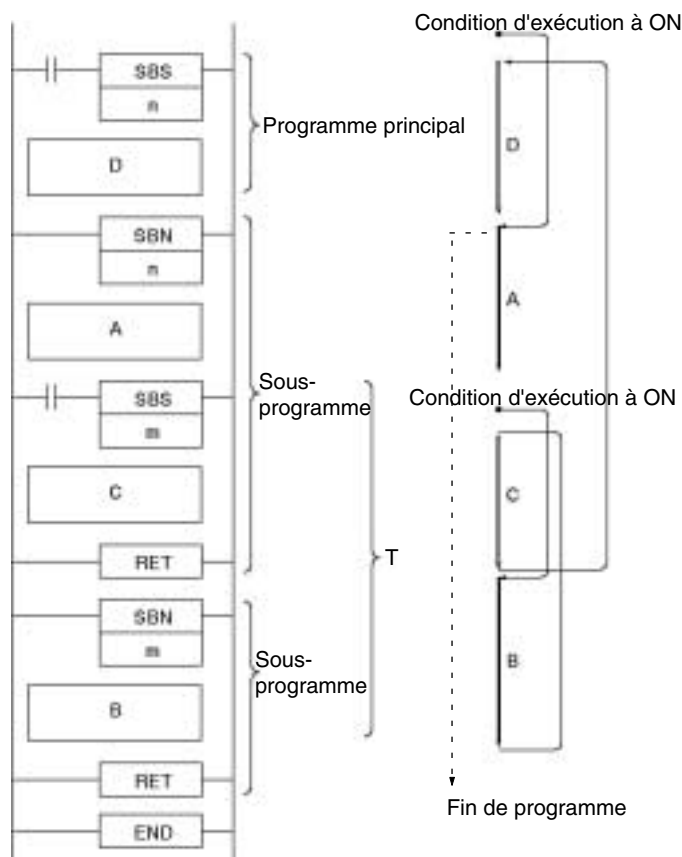 Condition d'exécution à ON
SBS
n
Programme principal
D
D
SBN
n
A
A
Sous-
programme
Condition d'exécution à ON
SBS
m
C
C
RET
T
SBN
m
Sous-
programme
B
B
RET
Fin de programme
END